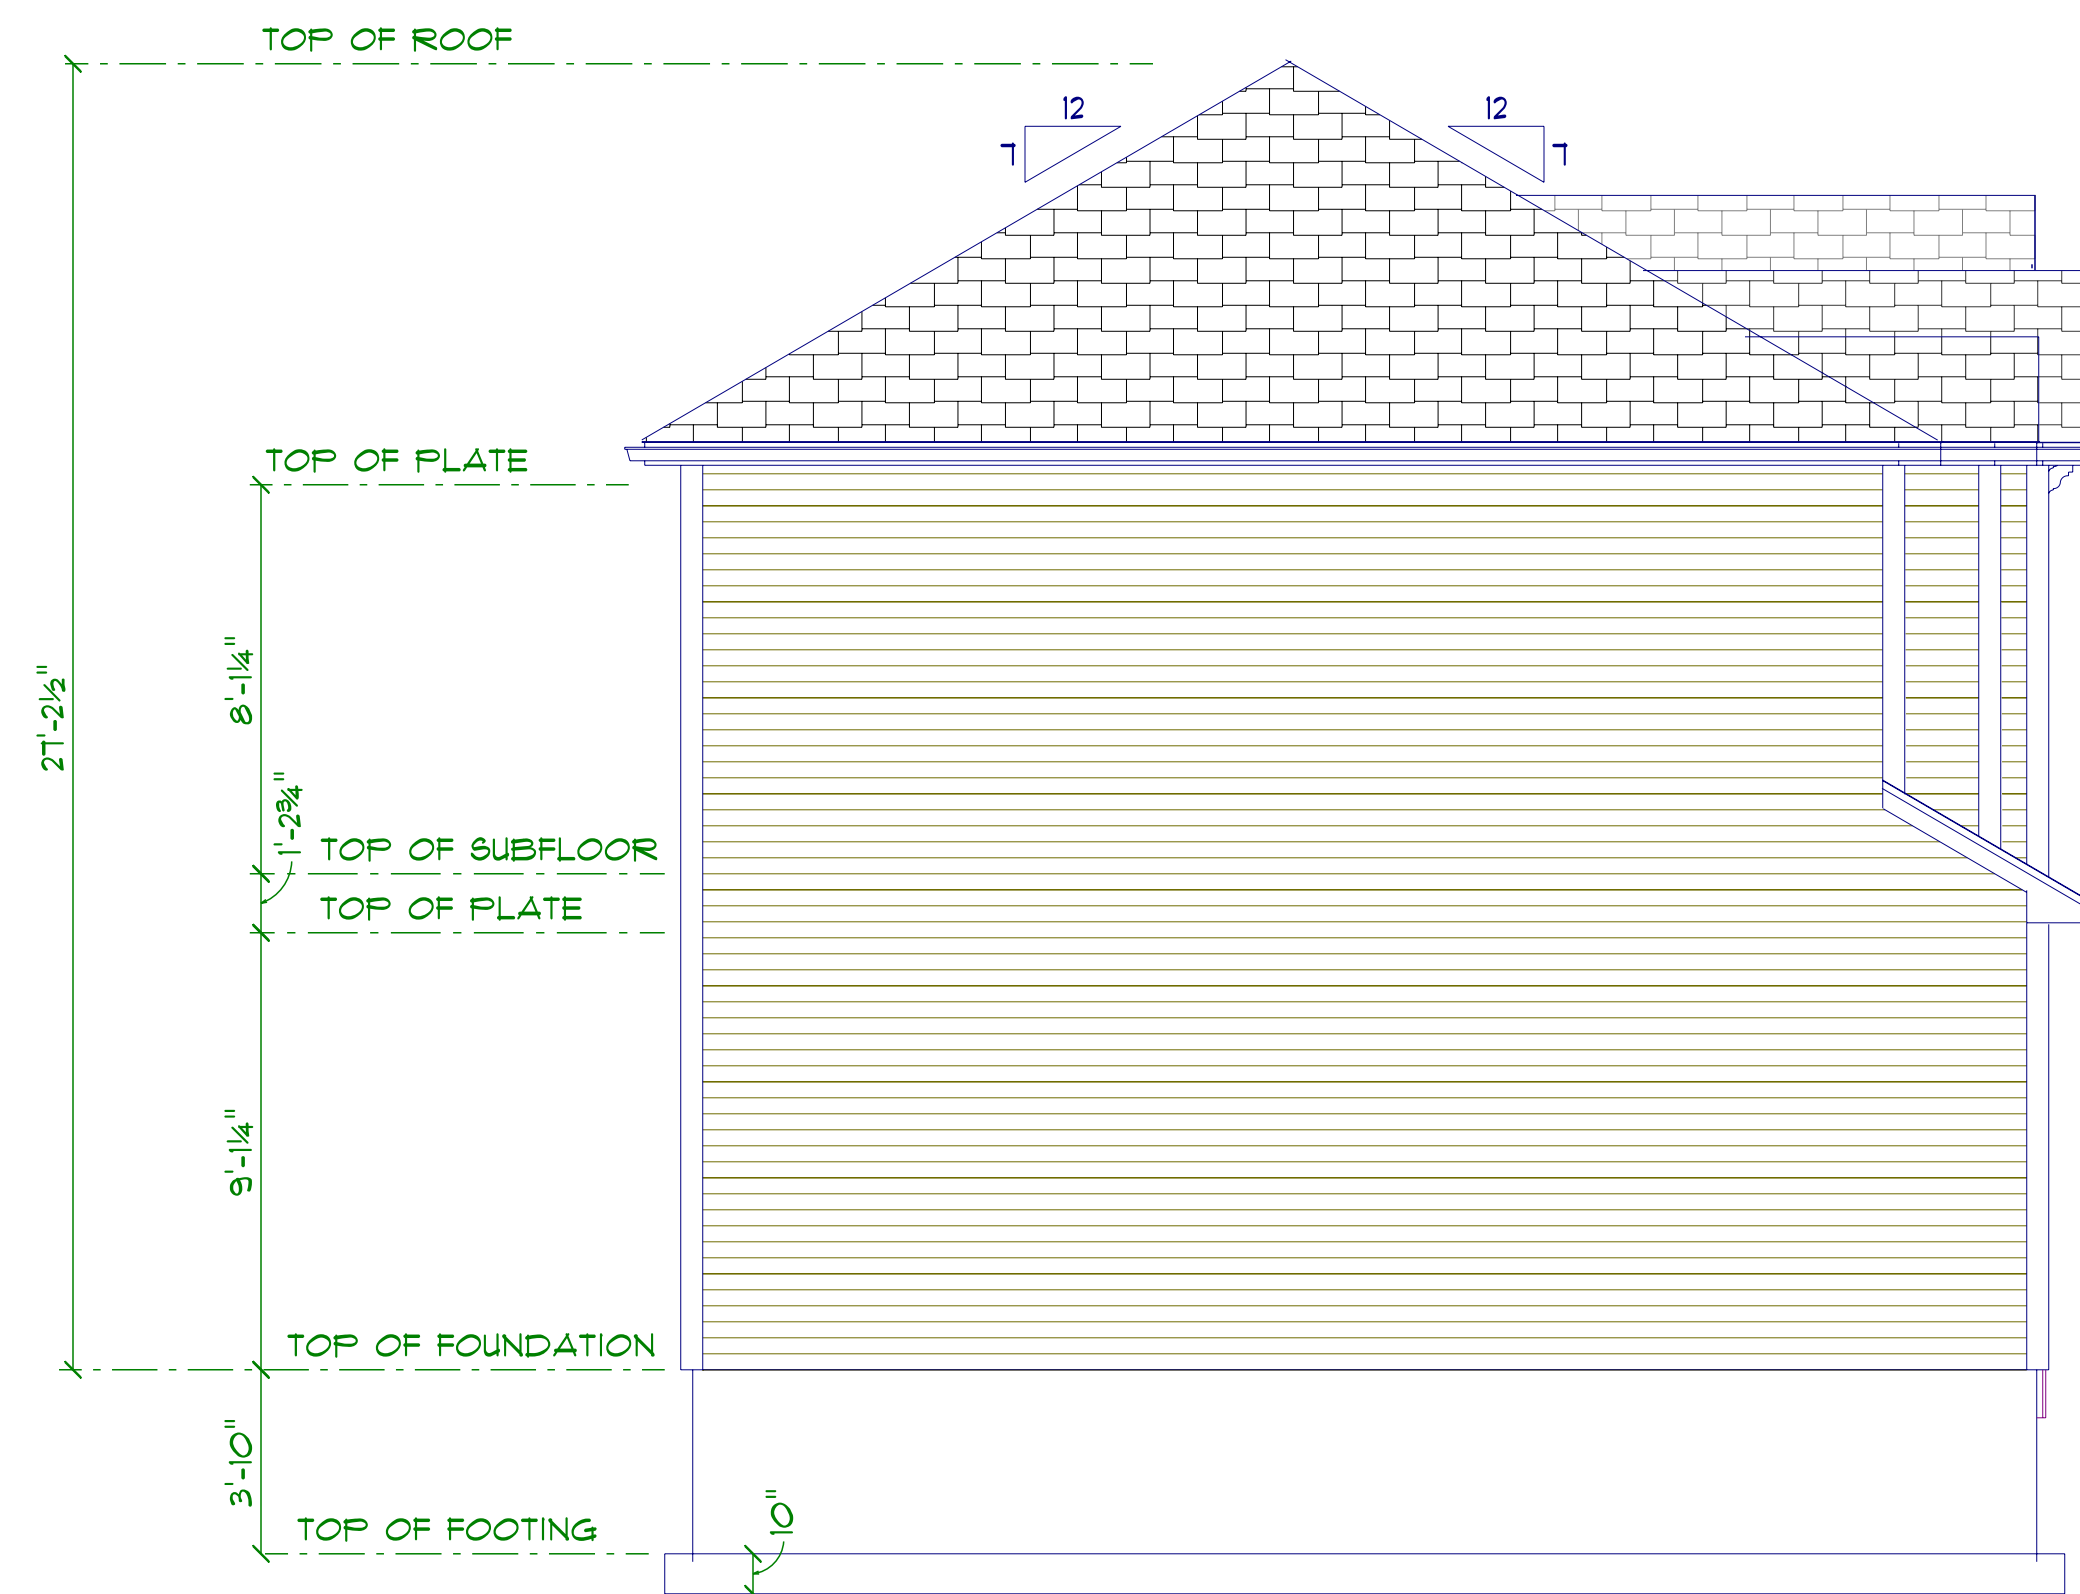 TOP OF ROOF
12
12
7
7
TOP OF PLATE
8'-1¼"
27'-2½"
1'-2¾"
TOP OF SUBFLOOR
TOP OF PLATE
9'-1¼"
TOP OF FOUNDATION
3'-10"
TOP OF FOOTING
10"